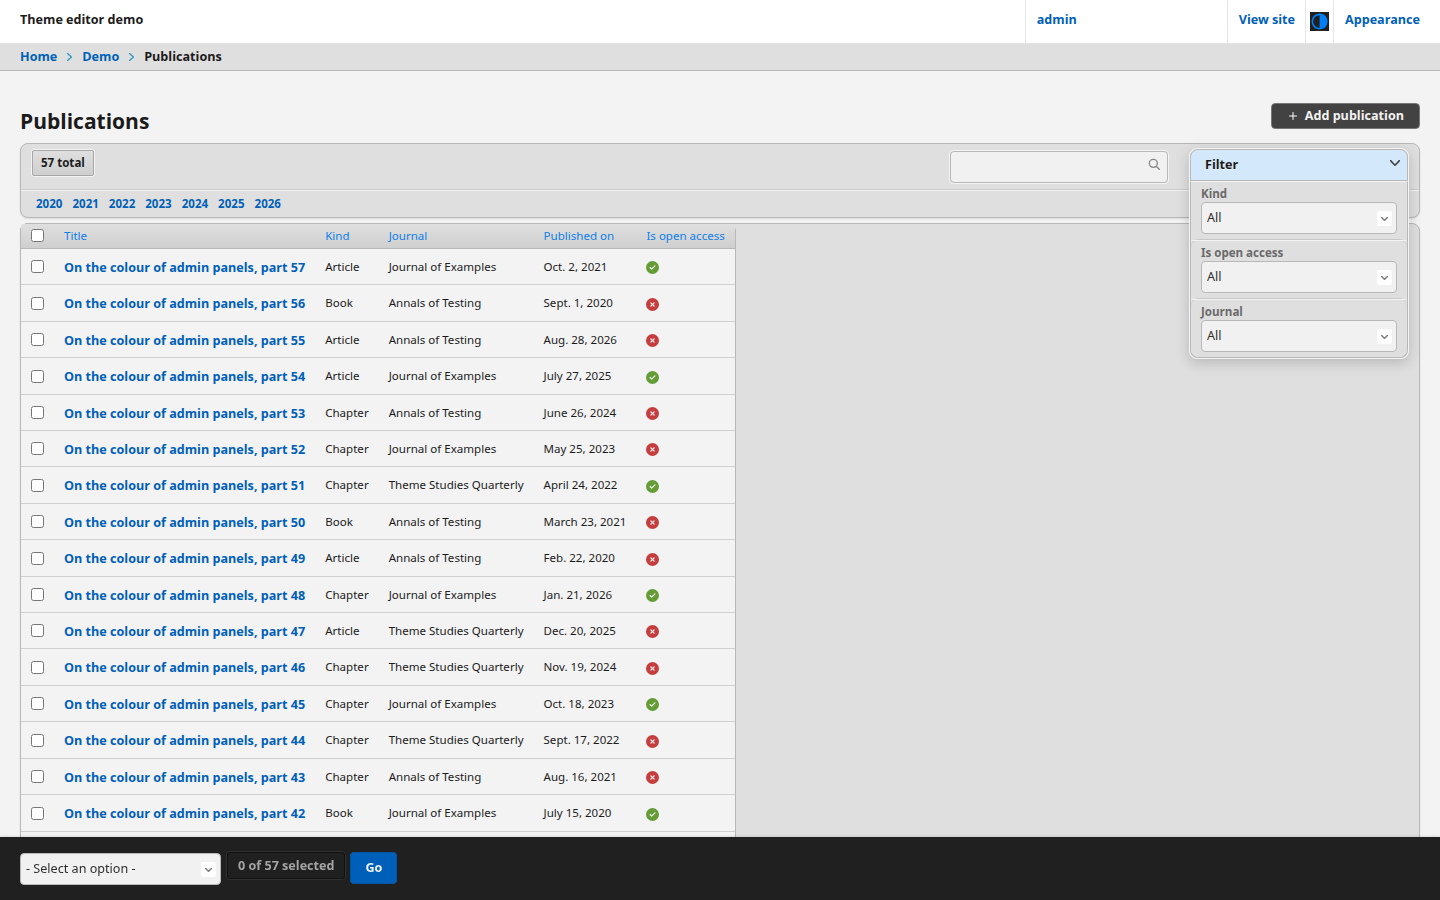 Theme editor demo
admin
View site
Appearance
Home > Demo > Publications
Publications
+ Add publication
57 total
Filter
Kind
All
Is open access
All
Journal
All
2020 2021 2022 2023 2024 2025 2026
Title Kind Journal Published on Is open access
On the colour of admin panels, part 57 Article Journal of Examples Oct. 2, 2021
On the colour of admin panels, part 56 Book Annals of Testing Sept. 1, 2020
On the colour of admin panels, part 55 Article Annals of Testing Aug. 28, 2026
On the colour of admin panels, part 54 Article Journal of Examples July 27, 2025
On the colour of admin panels, part 53 Chapter Annals of Testing June 26, 2024
On the colour of admin panels, part 52 Chapter Journal of Examples May 25, 2023
On the colour of admin panels, part 51 Chapter Theme Studies Quarterly April 24, 2022
On the colour of admin panels, part 50 Book Annals of Testing March 23, 2021
On the colour of admin panels, part 49 Article Annals of Testing Feb. 22, 2020
On the colour of admin panels, part 48 Chapter Journal of Examples Jan. 21, 2026
On the colour of admin panels, part 47 Article Theme Studies Quarterly Dec. 20, 2025
On the colour of admin panels, part 46 Chapter Theme Studies Quarterly Nov. 19, 2024
On the colour of admin panels, part 45 Chapter Journal of Examples Oct. 18, 2023
On the colour of admin panels, part 44 Chapter Theme Studies Quarterly Sept. 17, 2022
On the colour of admin panels, part 43 Chapter Annals of Testing Aug. 16, 2021
On the colour of admin panels, part 42 Book Journal of Examples July 15, 2020
- Select an option -
0 of 57 selected
Go